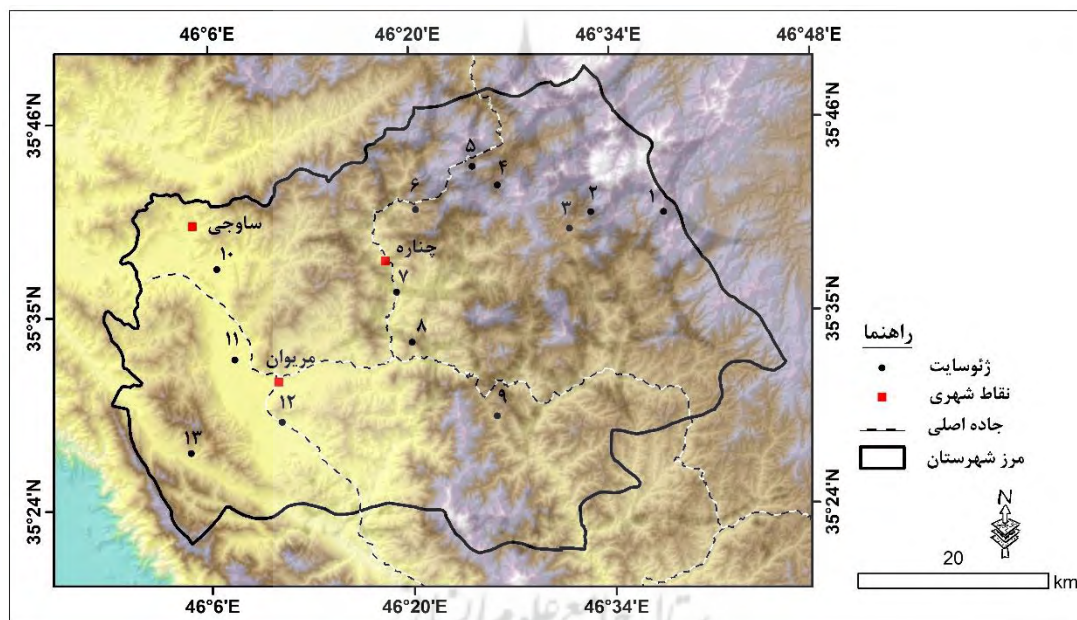 46°6'E 46°20'E 46°34'E 46°48'E
35°46'N 35°46'N
۵
۴
۶ ۲ ۱
۳
ساوجی
چناره
۱۰
۷
35°35'N 35°35'N
۸
۱۱
مریوان
۱۲ ۹
۱۳
35°24'N 35°24'N
46°6'E 46°20'E 46°34'E
راهنما
ژئوسایت
نقاط شهری
جاده اصلی
مرز شهرستان
N
20
km